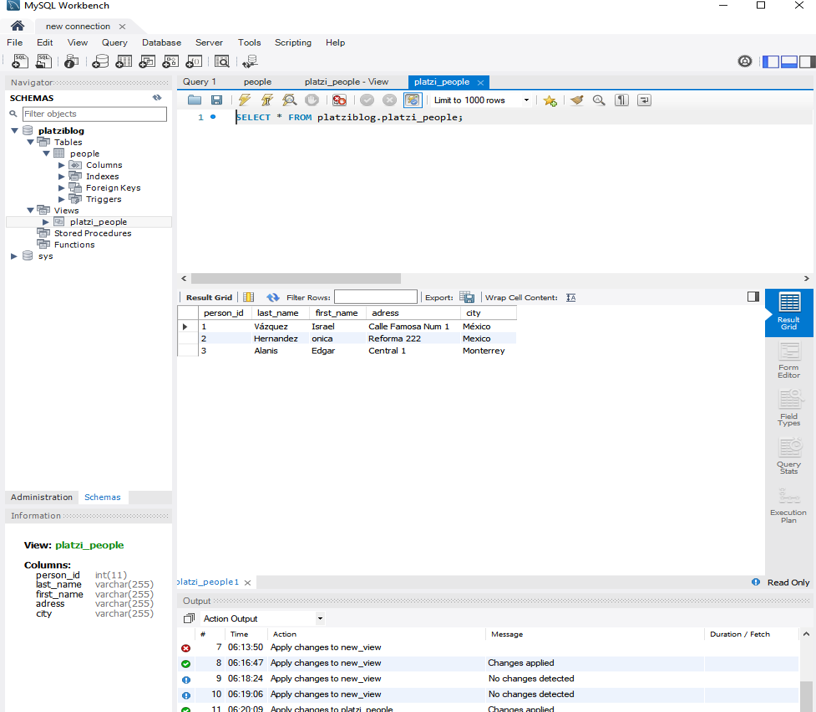 MySQL Workbench
new connection
File Edit View Query Database Server Tools Scripting Help
Navigator
SCHEMAS
Filter objects
platziblog
Tables
people
Columns
Indexes
Foreign Keys
Triggers
Views
platzi_people
Stored Procedures
Functions
sys
Administration Schemas
Information
View: platzi_people
Columns:
person_id int(11)
last_name varchar(255)
first_name varchar(255)
adress varchar(255)
city varchar(255)
Query 1 people platzi_people - View platzi_people
Limit to 1000 rows
1 SELECT * FROM platziblog.platzi_people;
Result Grid Filter Rows: Export: Wrap Cell Content:
person_id last_name first_name adress city
1 Vázquez Israel Calle Famosa Num 1 México
2 Hernandez onica Reforma 222 Mexico
3 Alanis Edgar Central 1 Monterrey
Result
Grid
Form
Editor
Field
Types
Query
Stats
Execution
Plan
platzi_people1 Read Only
Output
Action Output
# Time Action Message Duration / Fetch
7 06:13:50 Apply changes to new_view
8 06:16:47 Apply changes to new_view Changes applied
9 06:18:24 Apply changes to new_view No changes detected
10 06:19:06 Apply changes to new_view No changes detected
11 06:20:09 Apply changes to platzi_people Changes applied